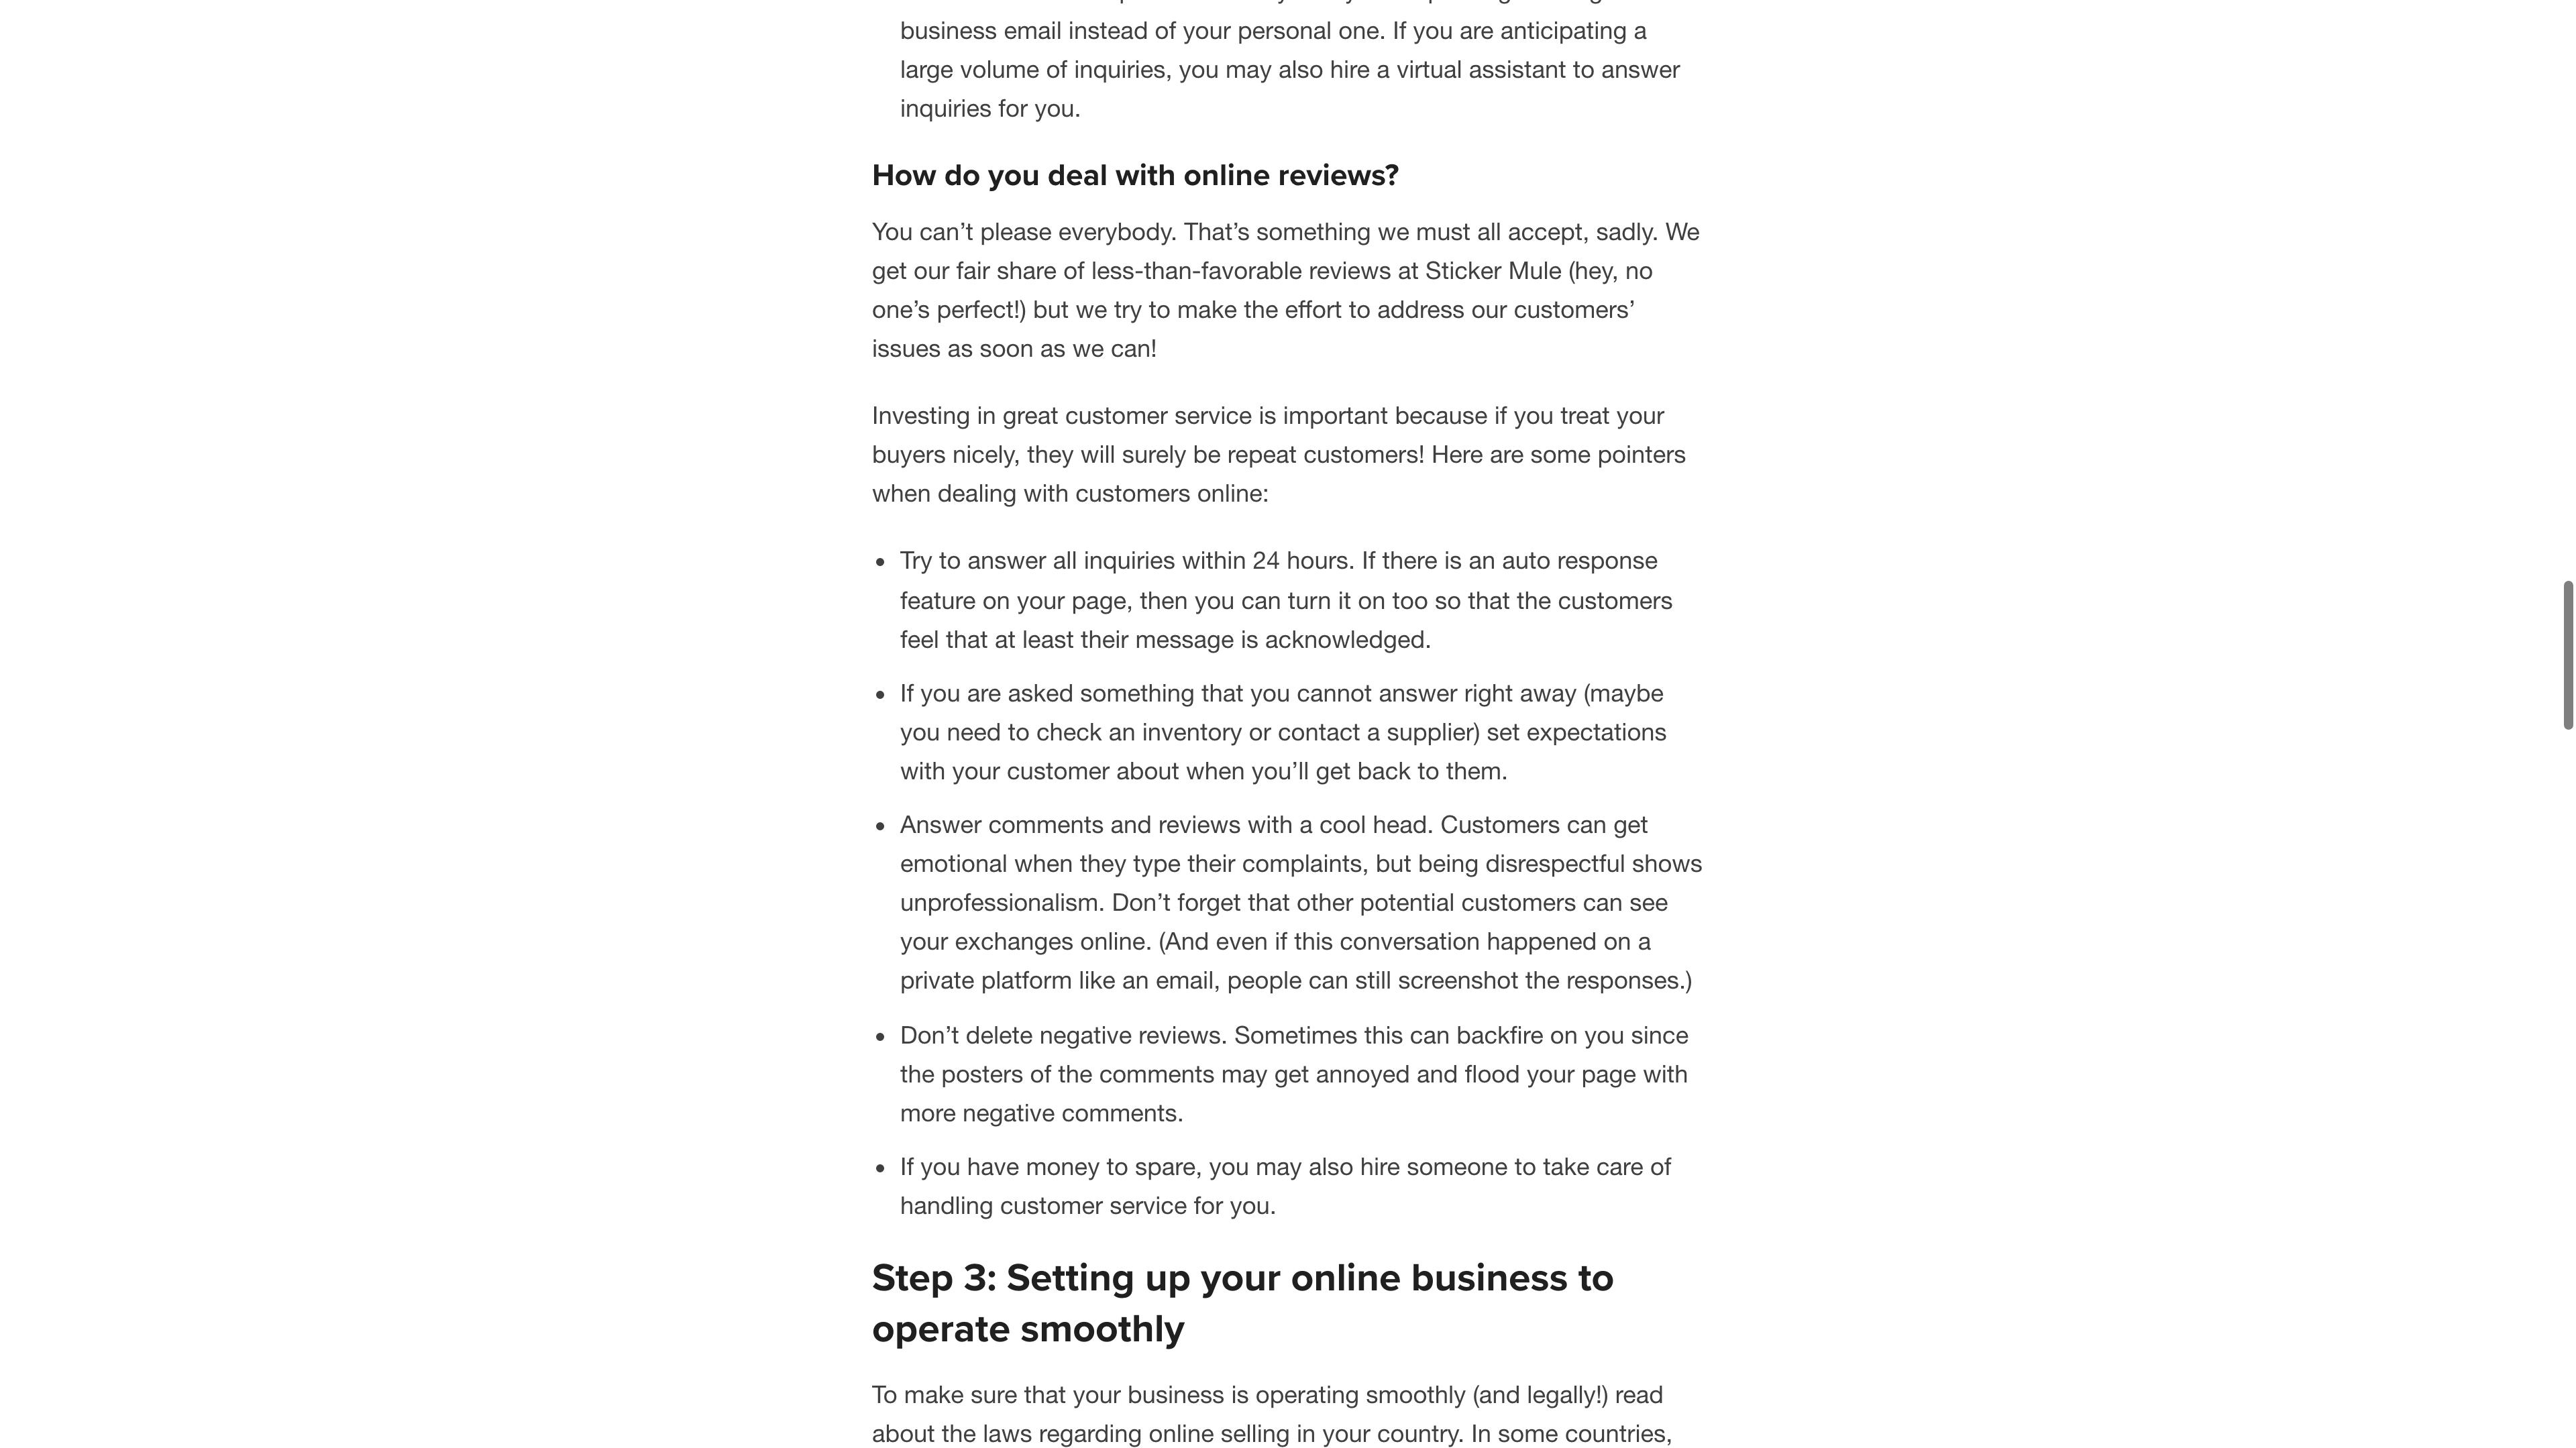 business email instead of your personal one. If you are anticipating a
large volume of inquiries, you may also hire a virtual assistant to answer
inquiries for you.
How do you deal with online reviews?
You can’t please everybody. That’s something we must all accept, sadly. We
get our fair share of less-than-favorable reviews at Sticker Mule (hey, no
one’s perfect!) but we try to make the effort to address our customers’
issues as soon as we can!
Investing in great customer service is important because if you treat your
buyers nicely, they will surely be repeat customers! Here are some pointers
when dealing with customers online:
• Try to answer all inquiries within 24 hours. If there is an auto response
feature on your page, then you can turn it on too so that the customers
feel that at least their message is acknowledged.
• If you are asked something that you cannot answer right away (maybe
you need to check an inventory or contact a supplier) set expectations
with your customer about when you’ll get back to them.
• Answer comments and reviews with a cool head. Customers can get
emotional when they type their complaints, but being disrespectful shows
unprofessionalism. Don’t forget that other potential customers can see
your exchanges online. (And even if this conversation happened on a
private platform like an email, people can still screenshot the responses.)
• Don’t delete negative reviews. Sometimes this can backfire on you since
the posters of the comments may get annoyed and flood your page with
more negative comments.
• If you have money to spare, you may also hire someone to take care of
handling customer service for you.
Step 3: Setting up your online business to
operate smoothly
To make sure that your business is operating smoothly (and legally!) read
about the laws regarding online selling in your country. In some countries,